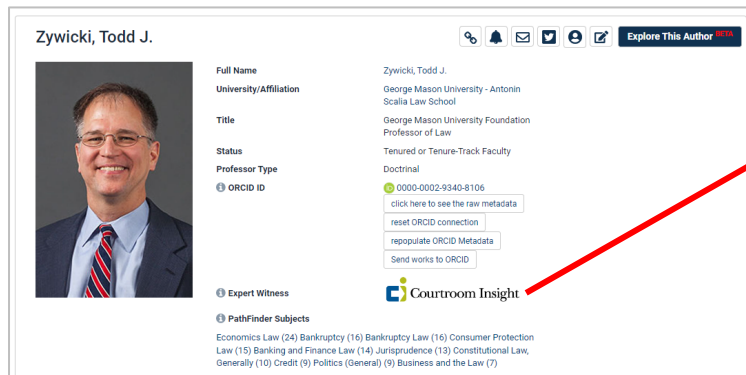 Zywicki, Todd J.
Explore This Author BETA
Full Name Zywicki, Todd J.
University/Affiliation George Mason University - Antonin
Scalia Law School
Title George Mason University Foundation
Professor of Law
Status Tenured or Tenure-Track Faculty
Professor Type Doctrinal
ORCID ID iD 0000-0002-9340-8106
click here to see the raw metadata
reset ORCID connection
repopulate ORCID Metadata
Send works to ORCID
Expert Witness Courtroom Insight
PathFinder Subjects
Economics Law (24) Bankruptcy (16) Bankruptcy Law (16) Consumer Protection
Law (15) Banking and Finance Law (14) Jurisprudence (13) Constitutional Law,
Generally (10) Credit (9) Politics (General) (9) Business and the Law (7)